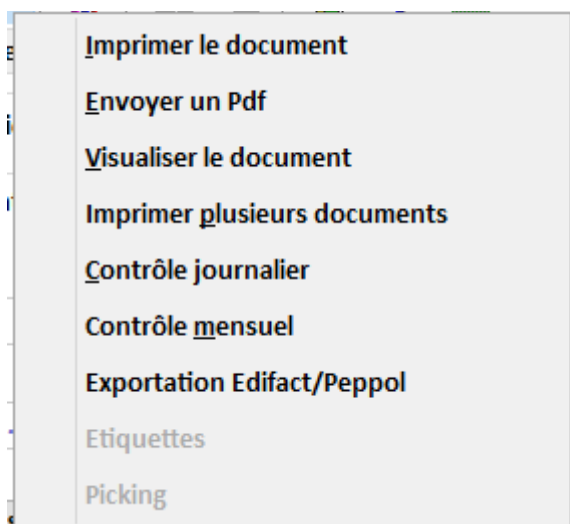 Imprimer le document
Envoyer un Pdf
Visualiser le document
Imprimer plusieurs documents
Contrôle journalier
Contrôle mensuel
Exportation Edifact/Peppol
Etiquettes
Picking